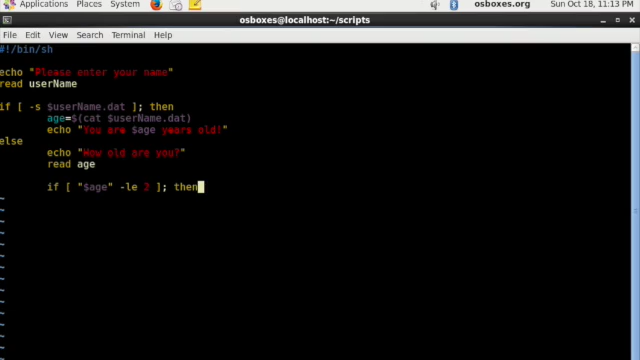 Applications Places System osboxes.org Sun Oct 18, 11:13 PM
osboxes@localhost:~/scripts
File Edit View Search Terminal Help
#!/bin/sh
echo "Please enter your name"
read userName
if [ -s $userName.dat ]; then
age=$(cat $userName.dat)
echo "You are $age years old!"
else
echo "How old are you?"
read age
if [ "$age" -le 2 ]; then
~
~
~
~
~
~
~
~
~
~
~
~
~
~